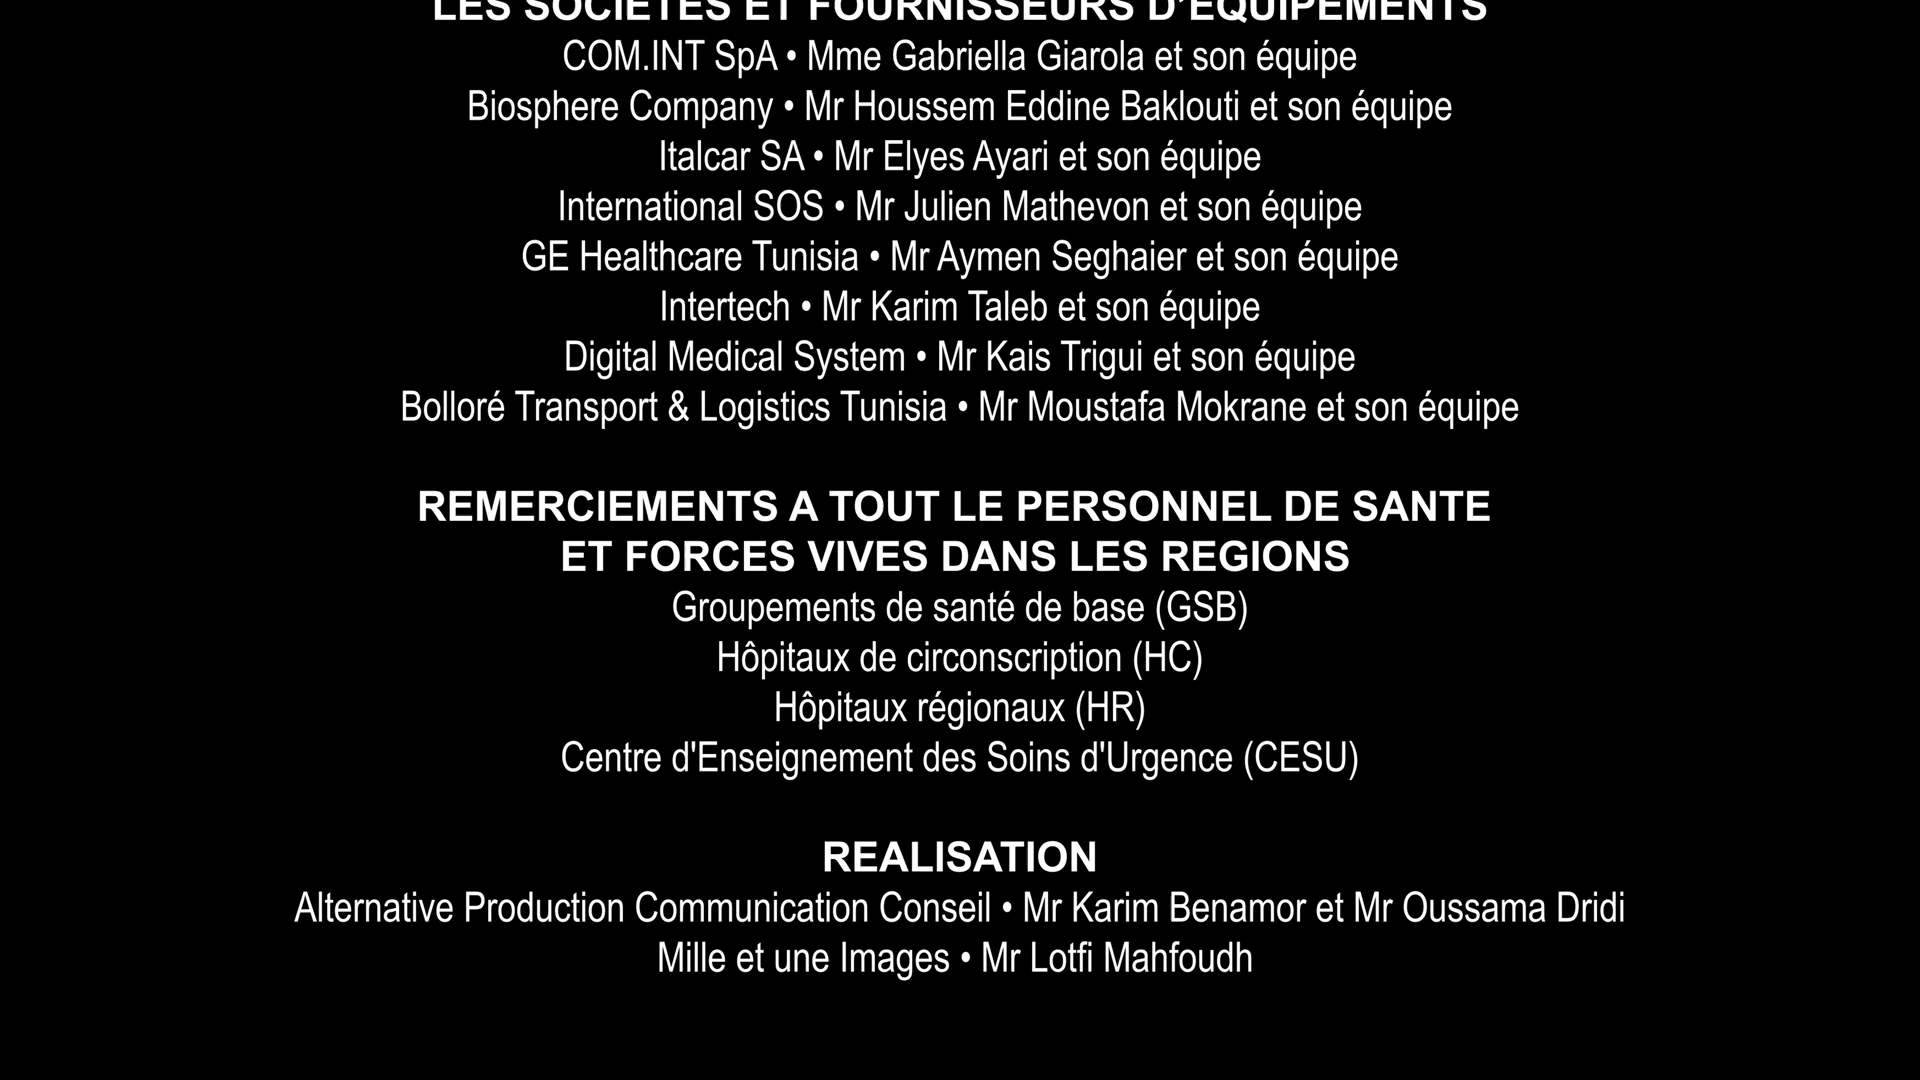 LES SOCIETES ET FOURNISSEURS D'EQUIPEMENTS
COM.INT SpA • Mme Gabriella Giarola et son équipe
Biosphere Company • Mr Houssem Eddine Baklouti et son équipe
Italcar SA • Mr Elyes Ayari et son équipe
International SOS • Mr Julien Mathevon et son équipe
GE Healthcare Tunisia • Mr Aymen Seghaier et son équipe
Intertech • Mr Karim Taleb et son équipe
Digital Medical System • Mr Kais Trigui et son équipe
Bolloré Transport & Logistics Tunisia • Mr Moustafa Mokrane et son équipe
REMERCIEMENTS A TOUT LE PERSONNEL DE SANTE
ET FORCES VIVES DANS LES REGIONS
Groupements de santé de base (GSB)
Hôpitaux de circonscription (HC)
Hôpitaux régionaux (HR)
Centre d'Enseignement des Soins d'Urgence (CESU)
REALISATION
Alternative Production Communication Conseil • Mr Karim Benamor et Mr Oussama Dridi
Mille et une Images • Mr Lotfi Mahfoudh